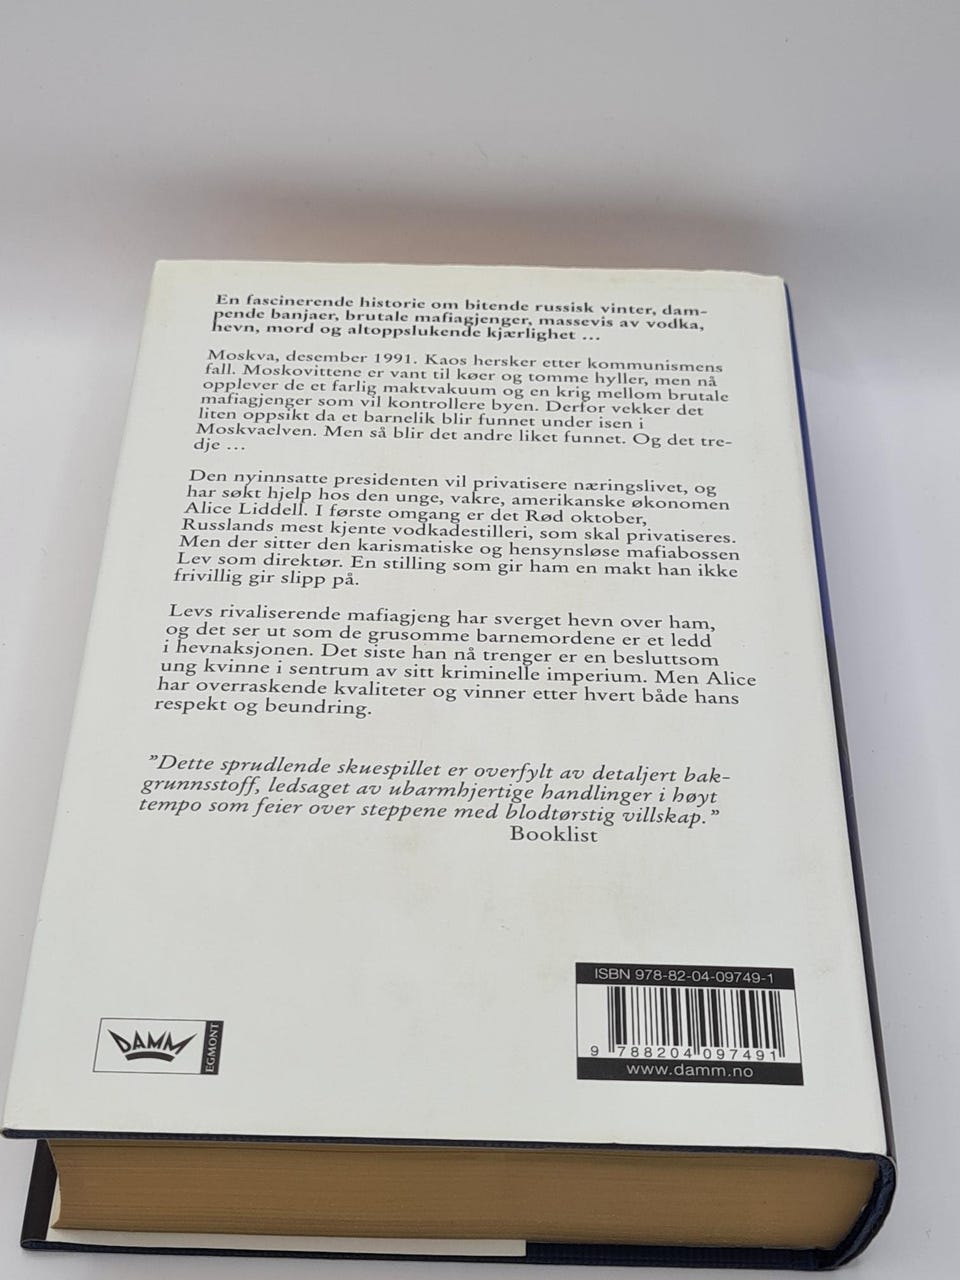 En fascinerende historie om bitende russisk vinter, dam-
pende banjaer, brutale mafiagjenger, massevis av vodka,
hevn, mord og altoppslukende kjærlighet ...
Moskva, desember 1991. Kaos hersker etter kommunismens
fall. Moskovittene er vant til køer og tomme hyller, men nå
opplever de et farlig maktvakuum og en krig mellom brutale
mafiagjenger som vil kontrollere byen. Derfor vekker det
liten oppsikt da et barnelik blir funnet under isen i
Moskvaelven. Men så blir det andre liket funnet. Og det tre-
dje ...
Den nyinnsatte presidenten vil privatisere næringslivet, og
har søkt hjelp hos den unge, vakre, amerikanske økonomen
Alice Liddell. I første omgang er det Rød oktober,
Russlands mest kjente vodkadestilleri, som skal privatiseres.
Men der sitter den karismatiske og hensynsløse mafiabossen
Lev som direktør. En stilling som gir ham en makt han ikke
frivillig gir slipp på.
Levs rivaliserende mafiagjeng har sverget hevn over ham,
og det ser ut som de grusomme barnemordene er et ledd
i hevnaksjonen. Det siste han nå trenger er en besluttsom
ung kvinne i sentrum av sitt kriminelle imperium. Men Alice
har overraskende kvaliteter og vinner etter hvert både hans
respekt og beundring.
”Dette sprudlende skuespillet er overfylt av detaljert bak-
grunnsstoff, ledsaget av ubarmhjertige handlinger i høyt
tempo som feier over steppene med blodtørstig villskap.”
Booklist
ISBN 978-82-04-09749-1
9 788204 097491
www.damm.no
DAMM
EGMONT